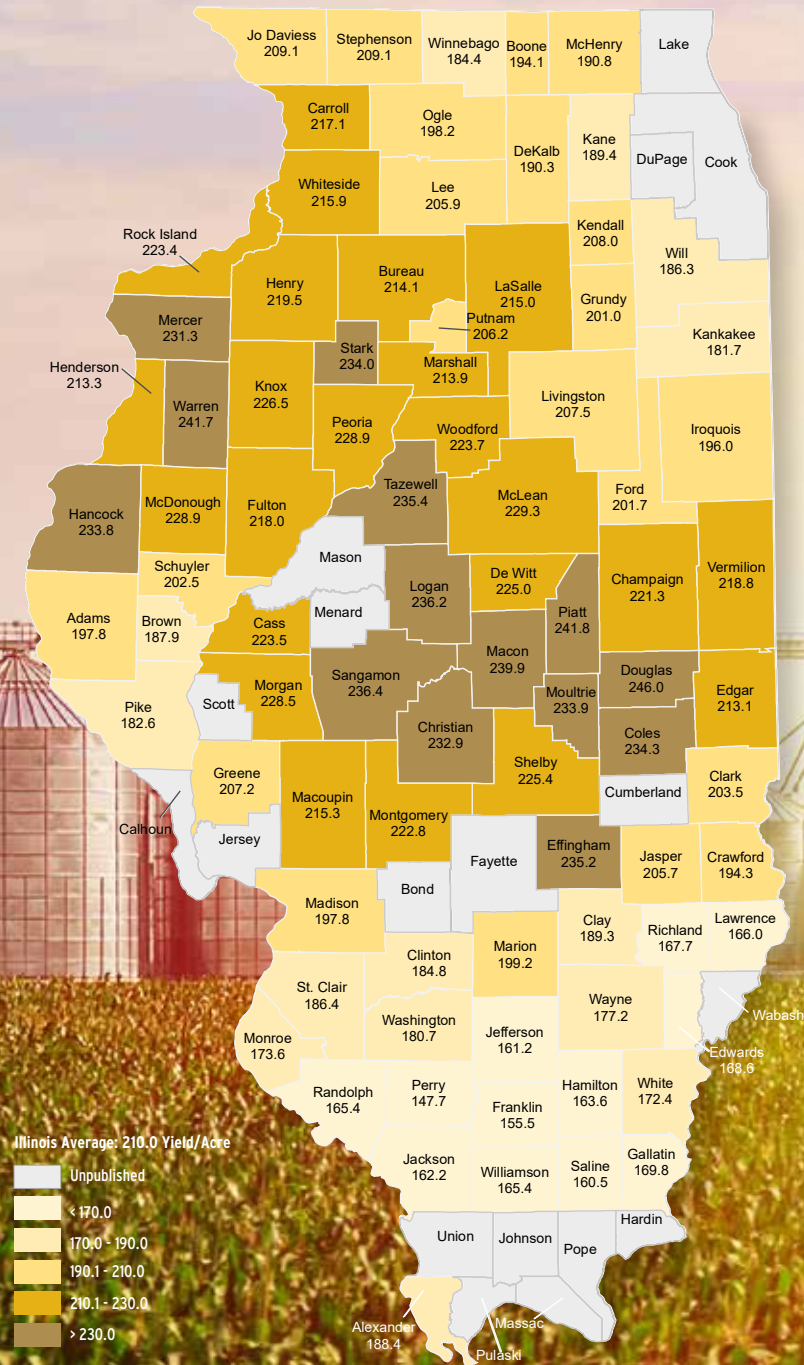 Jo Daviess
209.1
Stephenson
209.1
Winnebago
184.4
Boone
194.1
McHenry
190.8
Lake
Carroll
217.1
Ogle
198.2
DeKalb
190.3
Kane
189.4
DuPage
Cook
Whiteside
215.9
Lee
205.9
Kendall
208.0
Will
186.3
Rock Island
223.4
Henry
219.5
Bureau
214.1
LaSalle
215.0
Grundy
201.0
Putnam
206.2
Mercer
231.3
Kankakee
181.7
Stark
234.0
Marshall
213.9
Henderson
213.3
Warren
241.7
Knox
226.5
Peoria
228.9
Woodford
223.7
Livingston
207.5
Iroquois
196.0
Hancock
233.8
McDonough
228.9
Fulton
218.0
Tazewell
235.4
McLean
229.3
Ford
201.7
Mason
Schuyler
202.5
Logan
236.2
De Witt
225.0
Champaign
221.3
Vermilion
218.8
Adams
197.8
Brown
187.9
Cass
223.5
Menard
Piatt
241.8
Macon
239.9
Pike
182.6
Scott
Morgan
228.5
Sangamon
236.4
Christian
232.9
Moultrie
233.9
Douglas
246.0
Edgar
213.1
Coles
234.3
Greene
207.2
Macoupin
215.3
Montgomery
222.8
Shelby
225.4
Cumberland
Clark
203.5
Calhoun
Jersey
Fayette
Effingham
235.2
Jasper
205.7
Crawford
194.3
Bond
Madison
197.8
Clinton
184.8
Marion
199.2
Clay
189.3
Richland
167.7
Lawrence
166.0
St. Clair
186.4
Washington
180.7
Jefferson
161.2
Wayne
177.2
Wabash
Edwards
168.6
Monroe
173.6
Randolph
165.4
Perry
147.7
Franklin
155.5
Hamilton
163.6
White
172.4
Jackson
162.2
Williamson
165.4
Saline
160.5
Gallatin
169.8
Union
Johnson
Pope
Hardin
Alexander
188.4
Pulaski
Massac
Illinois Average: 210.0 Yield/Acre
Unpublished
< 170.0
170.0 - 190.0
190.1 - 210.0
210.1 - 230.0
> 230.0